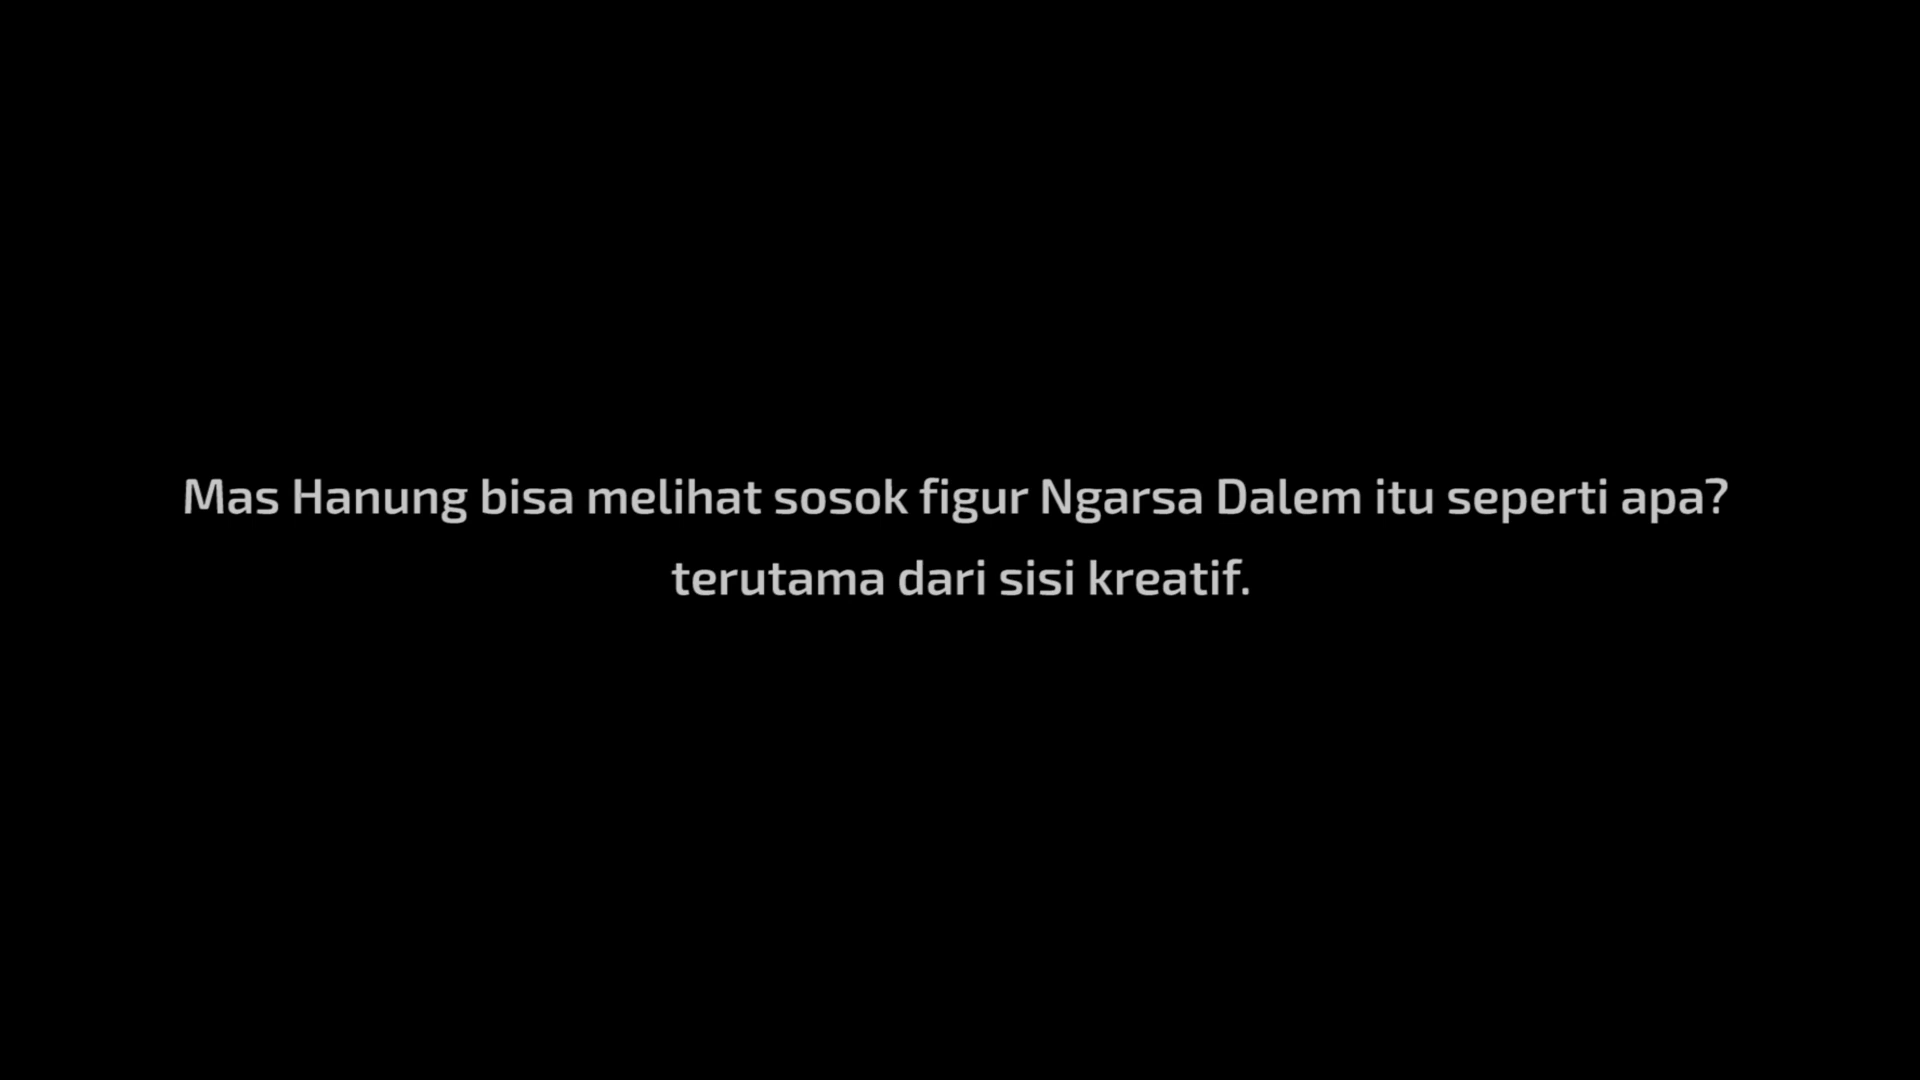 Mas Hanung bisa melihat sosok figur Ngarsa Dalem itu seperti apa?
terutama dari sisi kreatif.